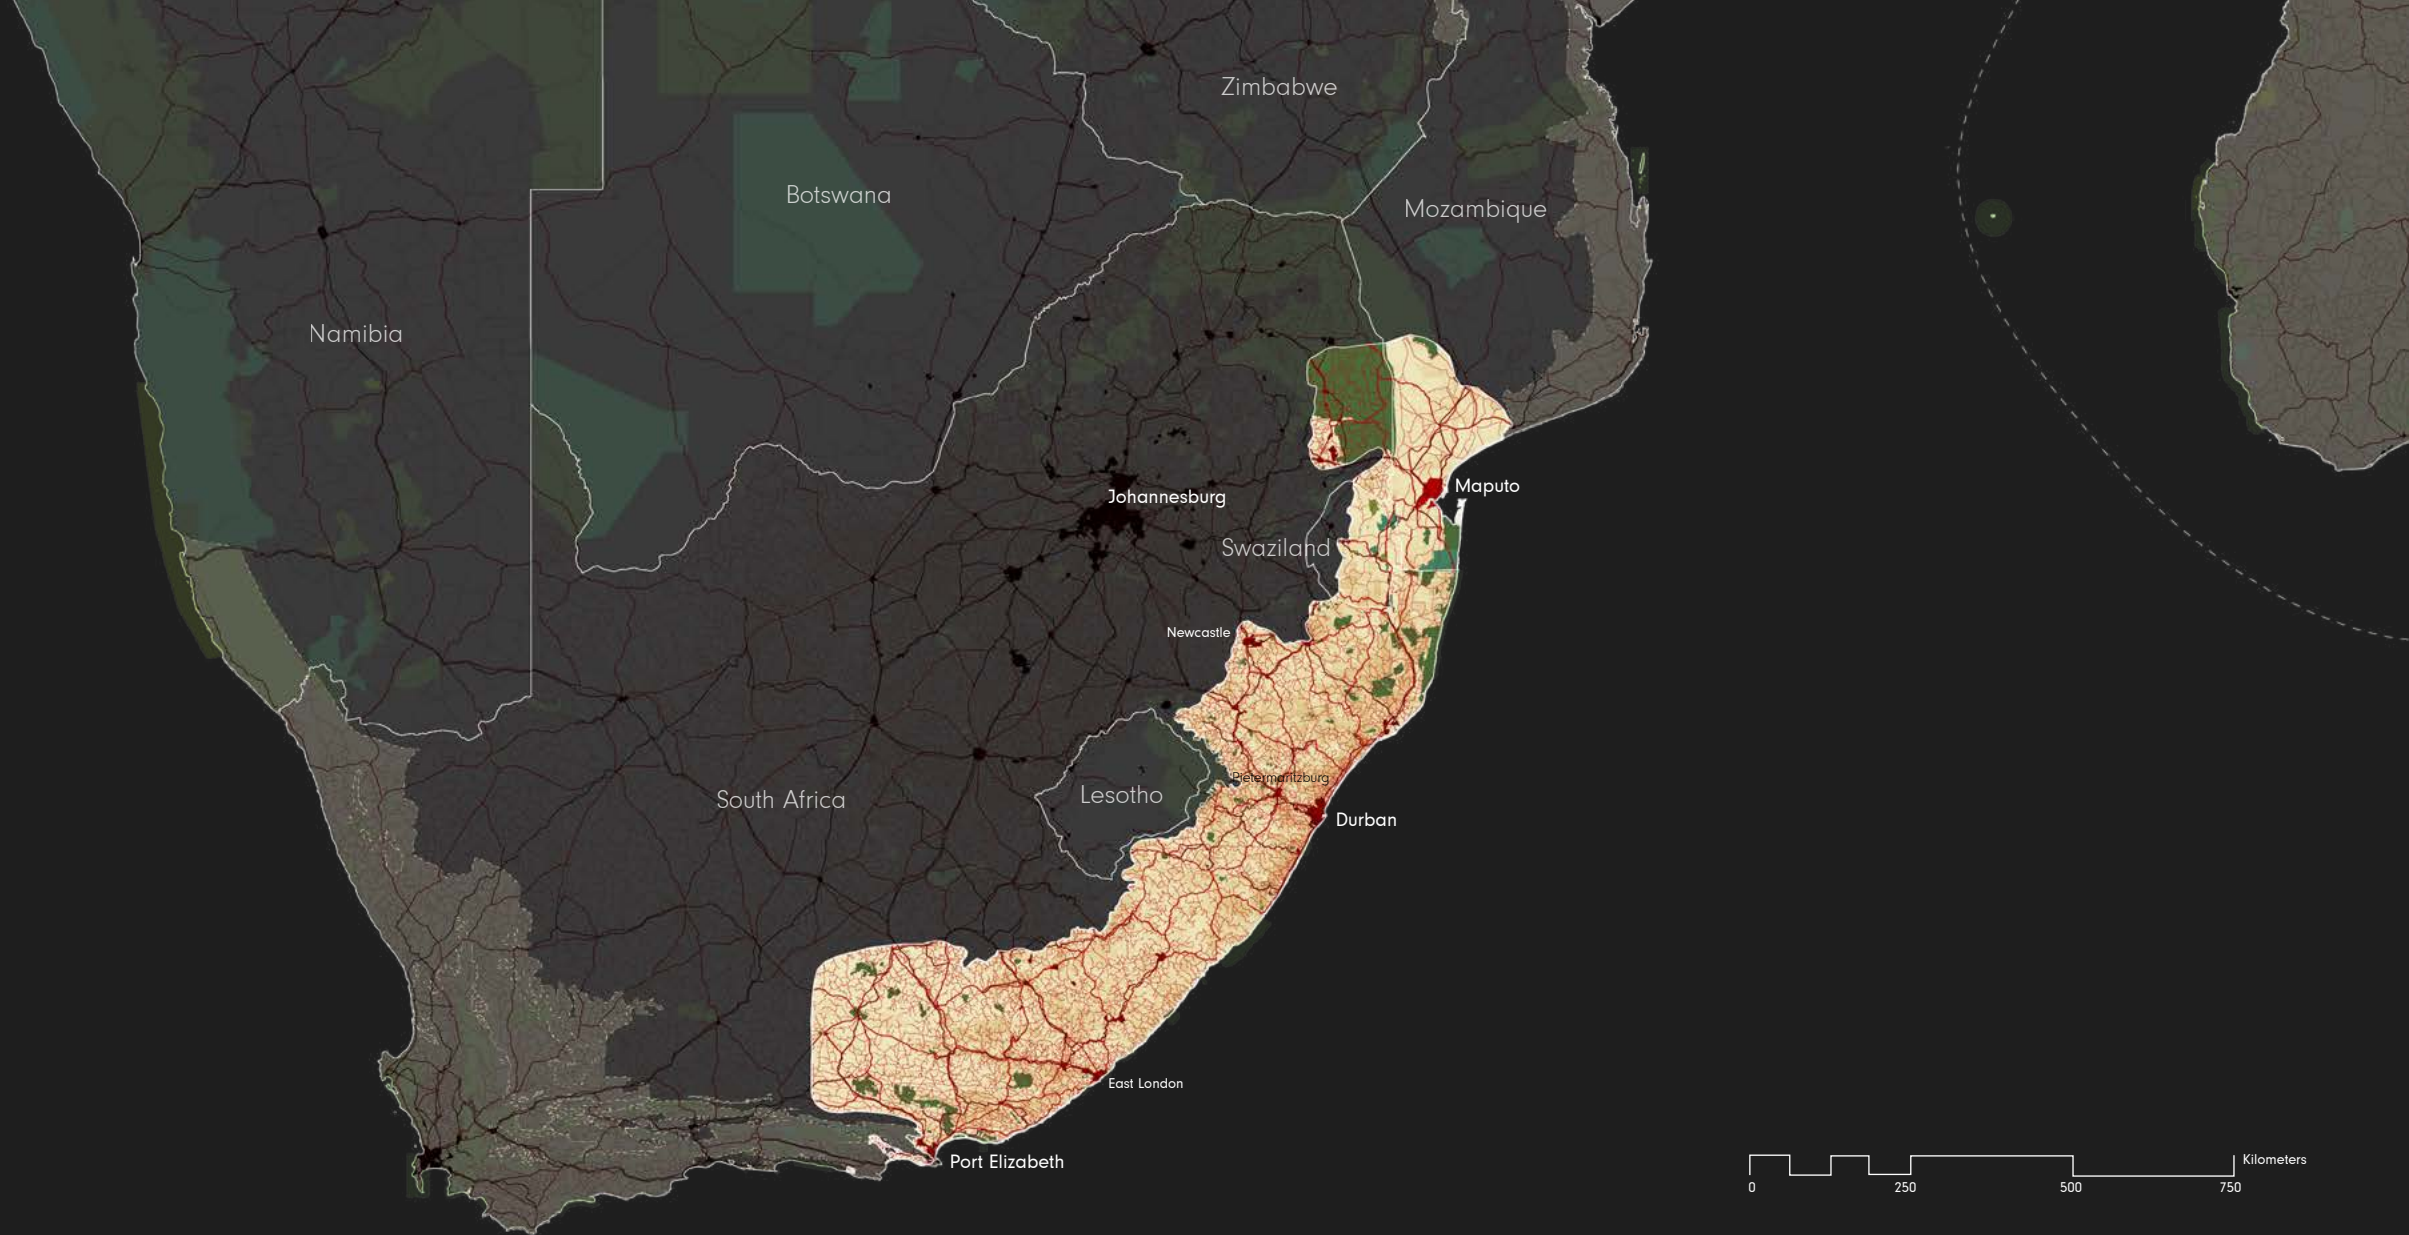 Zimbabwe
Botswana
Mozambique
Namibia
Johannesburg
Maputo
Swaziland
Newcastle
Pietermaritzburg
Lesotho
South Africa
Durban
East London
Port Elizabeth
Kilometers
0 250 500 750